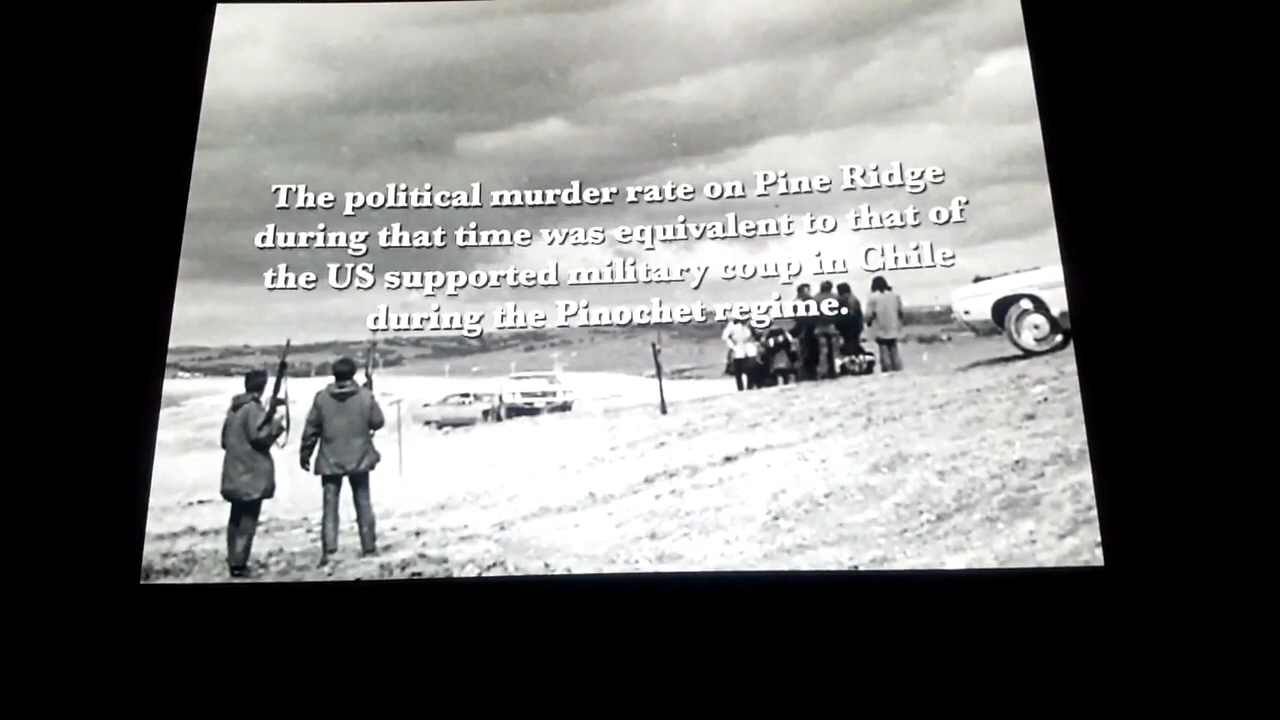 The political murder rate on Pine Ridge
during that time was equivalent to that of
the US supported military coup in Chile
during the Pinochet regime.